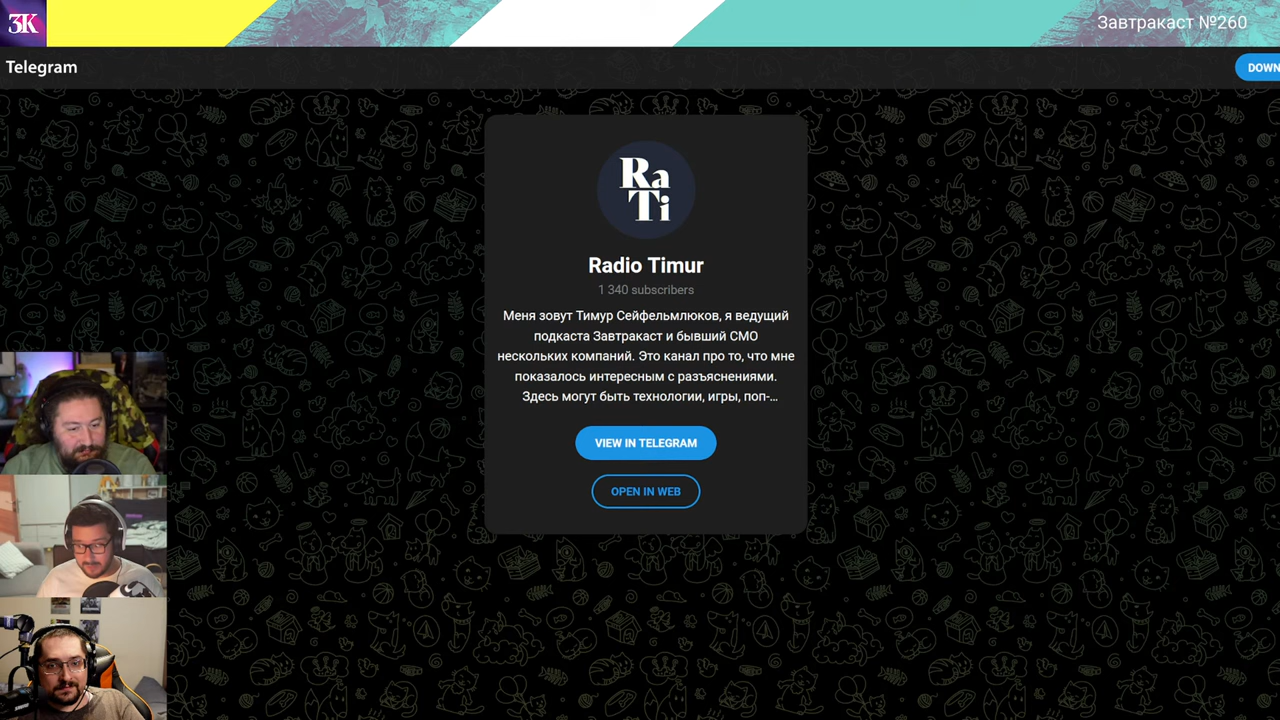 3K
Завтракаст №260
Telegram
DOWN
Ra
Ti
Radio Timur
1 340 subscribers
Меня зовут Тимур Сейфельмлюков, я ведущий
подкаста Завтракаст и бывший CMO
нескольких компаний. Это канал про то, что мне
показалось интересным с разъяснениями.
Здесь могут быть технологии, игры, поп-...
VIEW IN TELEGRAM
OPEN IN WEB